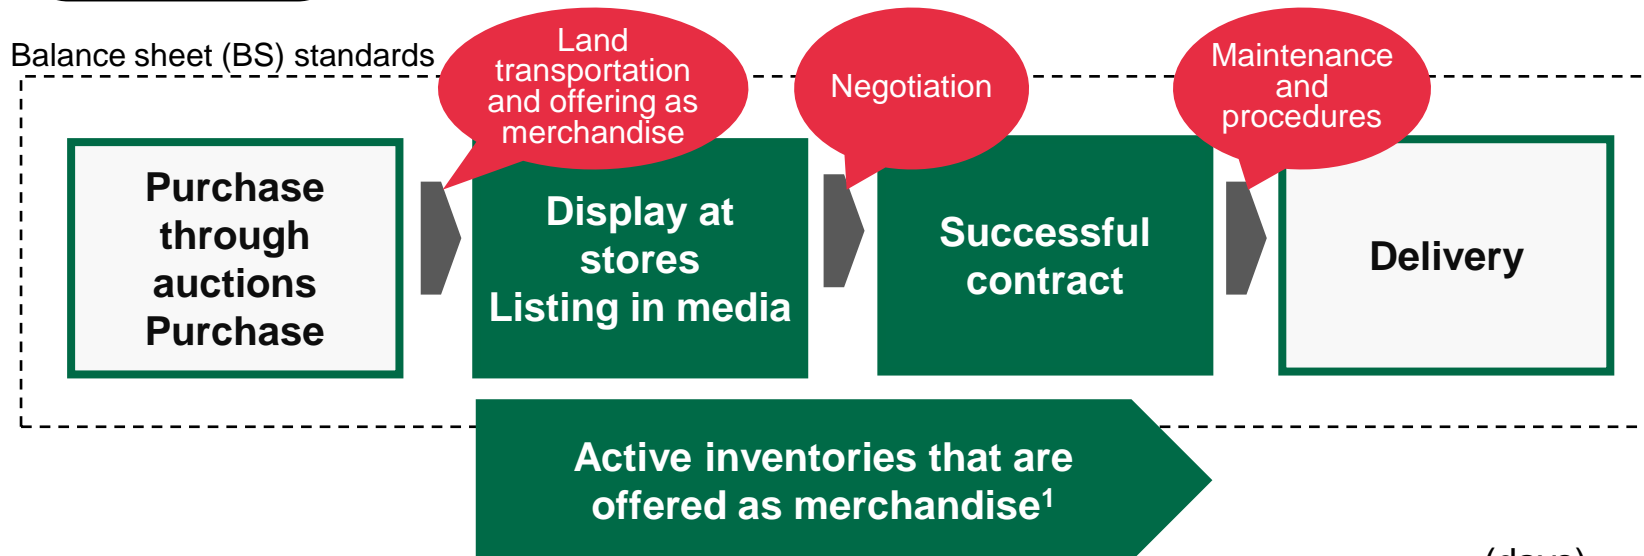 Balance sheet (BS) standards
Land
transportation
and offering as
merchandise
Negotiation
Maintenance
and
procedures
Purchase
through
auctions
Purchase
Display at
stores
Listing in media
Successful
contract
Delivery
Active inventories that are
offered as merchandise¹
(days)